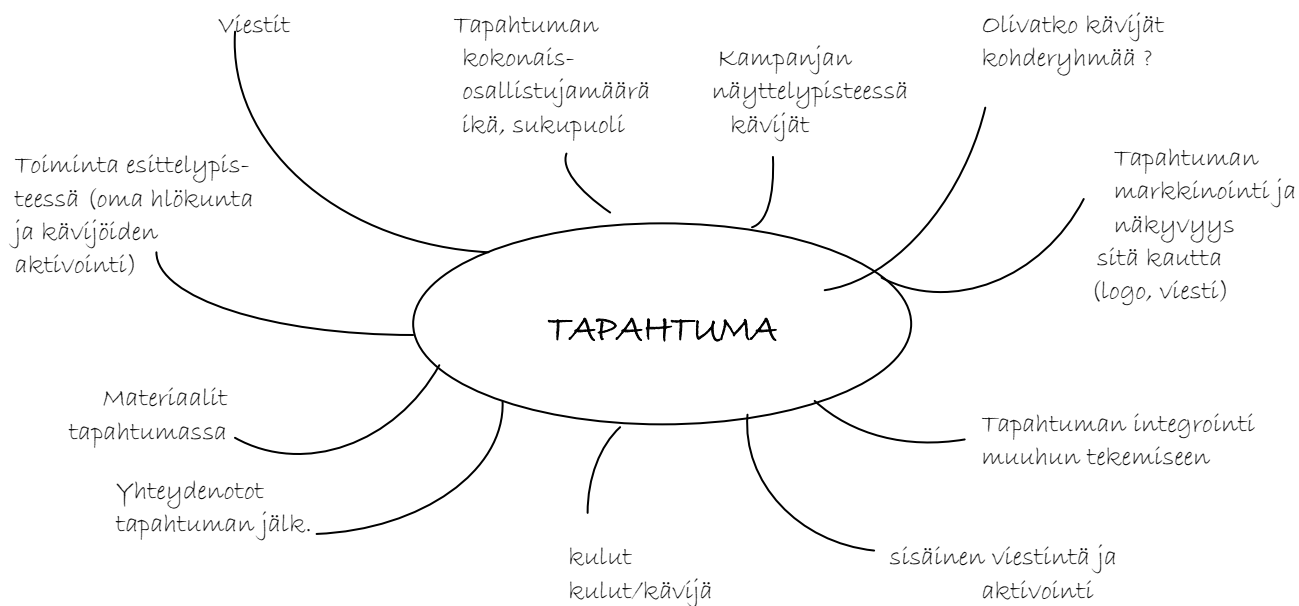 Viestit
Tapahtuman
kokonais-
osallistujamäärä
ikä, sukupuoli
Kampanjan
näyttelypisteessä
kävijät
Olivatko kävijät
kohderyhmää ?
Tapahtuman
markkinointi ja
näkyvyys
sitä kautta
(logo, viesti)
Toiminta esittelypis-
teessä (oma hlökunta
ja kävijöiden
aktivointi)
TAPAHTUMA
Materiaalit
tapahtumassa
Tapahtuman integrointi
muuhun tekemiseen
Yhteydenotot
tapahtuman jälk.
kulut
kulut/kävijä
sisäinen viestintä ja
aktivointi